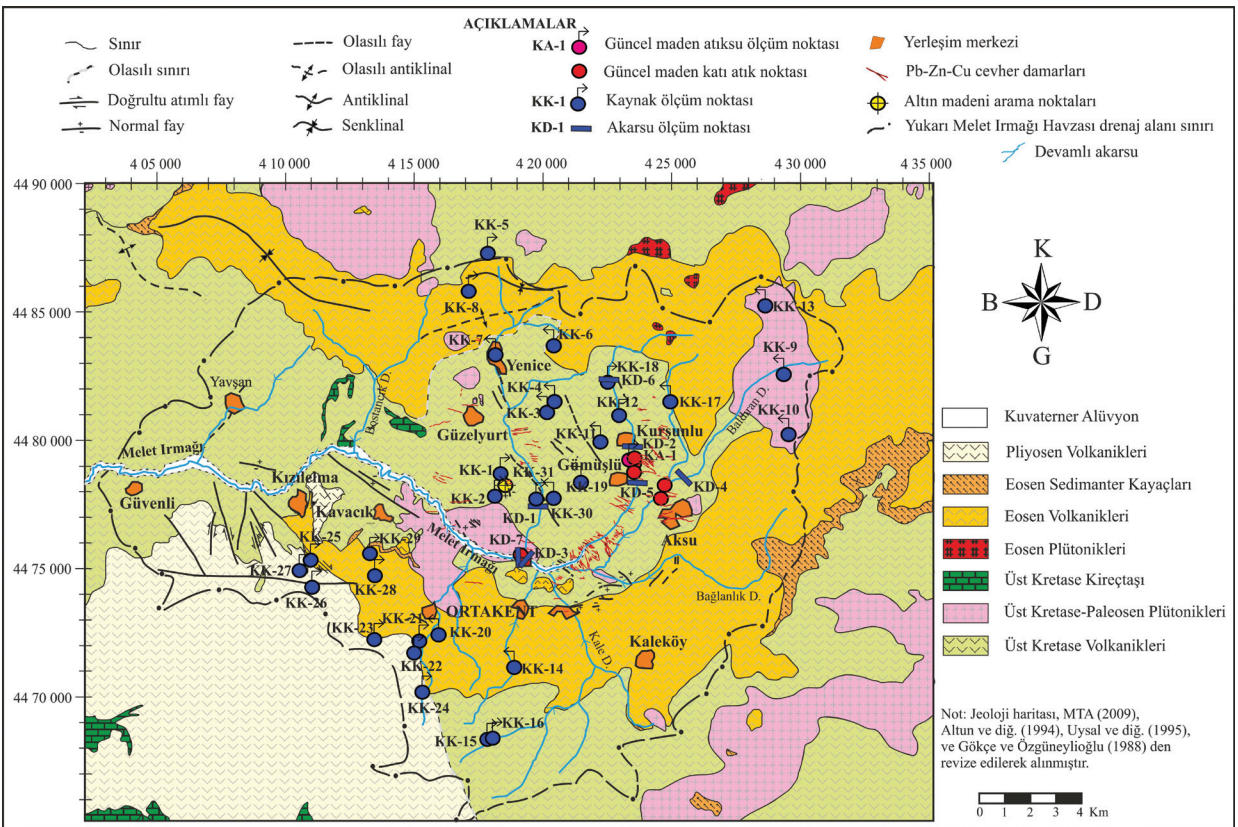 AÇIKLAMALAR
Sınır
Olasılı sınırı
Doğrultu atımlı fay
Normal fay
Olasılı fay
Olasılı antiklinal
Antiklinal
Senklinal
KA-1 Güncel maden atıksu ölçüm noktası
Güncel maden katı atık noktası
KK-1 Kaynak ölçüm noktası
KD-1 Akarsu ölçüm noktası
Yerleşim merkezi
Pb-Zn-Cu cevher damarları
Altın madeni arama noktaları
Yukarı Melet Irmağı Havzası drenaj alanı sınırı
Devamlı akarsu
4 05 000 4 10 000 4 15 000 4 20 000 4 25 000 4 30 000 4 35 000
44 90 000
44 85 000
44 80 000
44 75 000
44 70 000
KK-5
KK-8
KK-13
KK-7
KK-6
Yenice
KK-9
KK-18
KD-6
Yavşan
Bostancık D.
KK-4
KK-12
KK-17
Baldıran D.
KK-3
KK-10
Güzelyurt
KK-11
Kurşunlu
KD-2
Melet Irmağı
KA-1
Gümüşlü
KK-1
KK-31
Kızılelma
KK-19
KD-5
KD-4
Güvenli
KK-2
Kavacık
KD-1
KK-30
Melet Irmağı
Aksu
KK-25
KK-29
KD-7
KD-3
K-27
KK-28
KK-26
Bağlanlık D.
KK-21
ORTAKENT
KK-23
KK-20
Kale D.
Kaleköy
KK-22
KK-14
KK-24
KK-16
KK-15
K
B D
G
Kuvaterner Alüvyon
Pliyosen Volkanikleri
Eosen Sedimanter Kayaçları
Eosen Volkanikleri
Eosen Plütonikleri
Üst Kretase Kireçtaşı
Üst Kretase-Paleosen Plütonikleri
Üst Kretase Volkanikleri
Not: Jeoloji haritası, MTA (2009),
Altun ve diğ. (1994), Uysal ve diğ. (1995),
ve Gökçe ve Özgüneylioğlu (1988) den
revize edilerek alınmıştır.
0 1 2 3 4 Km